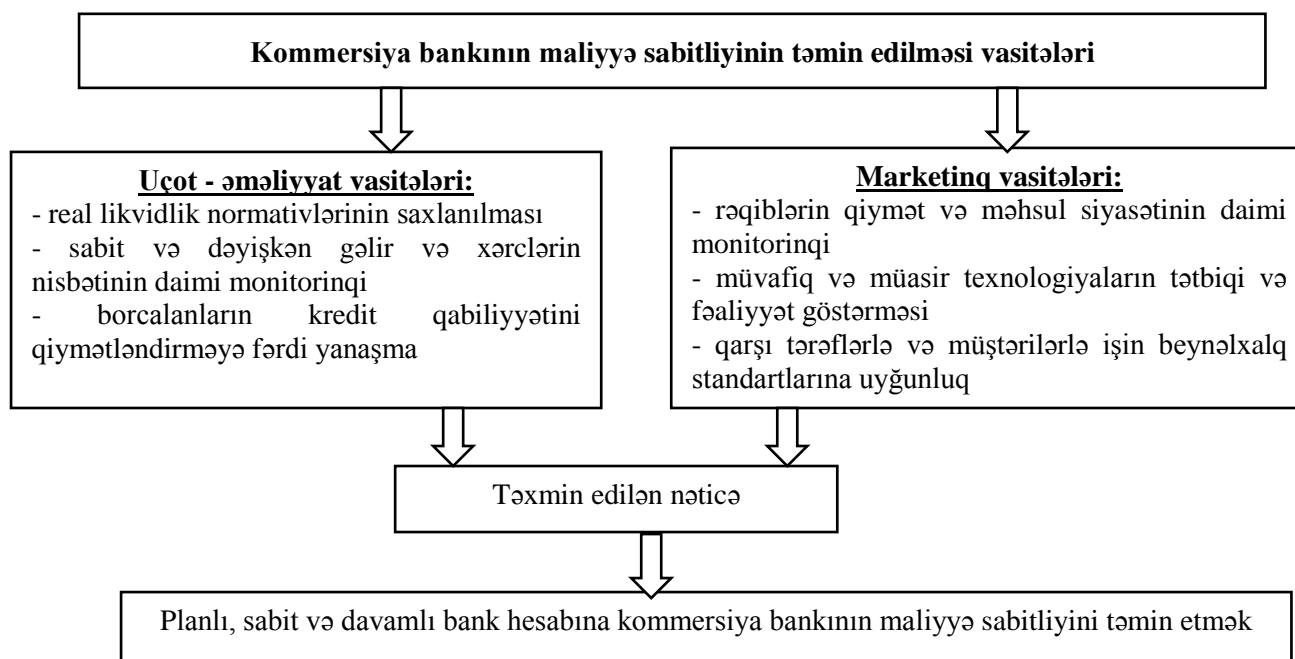 Kommersiya bankının maliyyə sabitliyinin təmin edilməsi vasitələri
Uçot - əməliyyat vasitələri:
- real likvidlik normativlərinin saxlanılması
- sabit və dəyişkən gəlir və xərclərin
nisbətinin daimi monitorinqi
- borcalanların kredit qabiliyyətini
qiymətləndirməyə fərdi yanaşma
Marketinq vasitələri:
- rəqiblərin qiymət və məhsul siyasətinin daimi
monitorinqi
- müvafiq və müasir texnologiyaların tətbiqi və
fəaliyyət göstərməsi
- qarşı tərəflərlə və müştərilərlə işin beynəlxalq
standartlarına uyğunluq
Təxmin edilən nəticə
Planlı, sabit və davamlı bank hesabına kommersiya bankının maliyyə sabitliyini təmin etmək